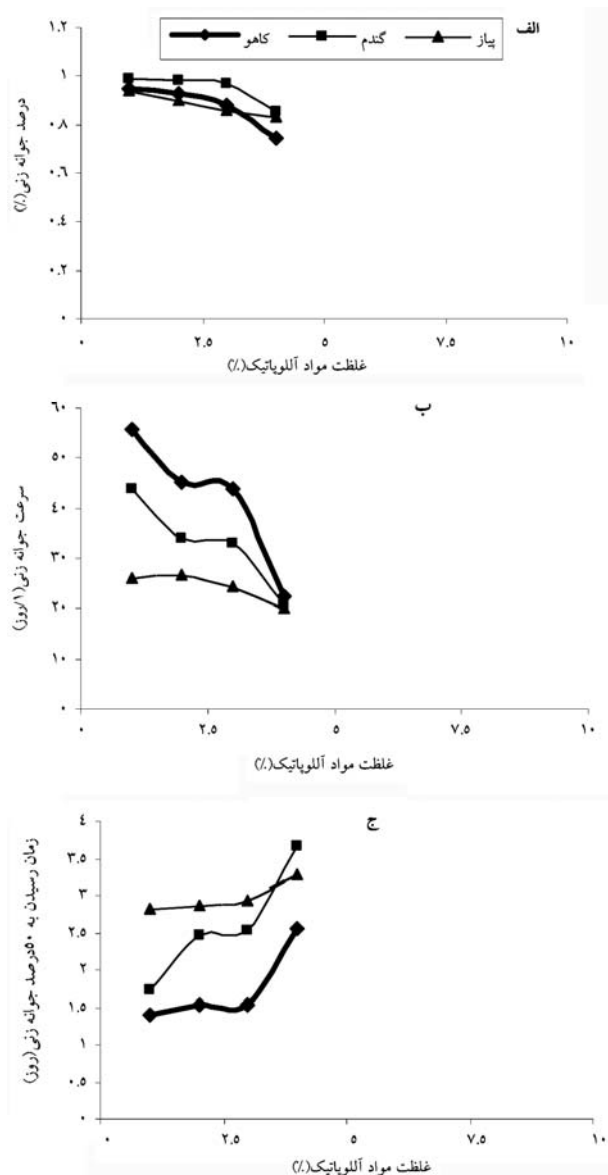 الف
کاهو گندم پیاز
۱.۲
۱
۰.۸
۰.۶
۰.٤
۰.۲
۰
درصد جوانه زنی(٪)
۰ ۲.۵ ۵ ۷.۵ ۱۰
غلظت مواد آللوپاتیک(٪)
ب
۶۰
۵۰
٤۰
۳۰
۲۰
۱۰
۰
سرعت جوانه زنی(۱/روز)
۰ ۲.۵ ۵ ۷.۵ ۱۰
غلظت مواد آللوپاتیک(٪)
ج
٤
۳.۵
۳
۲.۵
۲
۱.۵
۱
۰.۵
۰
زمان رسیدن به ۵۰درصد جوانه زنی(روز)
۰ ۲.۵ ۵ ۷.۵ ۱۰
غلظت مواد آللوپاتیک(٪)